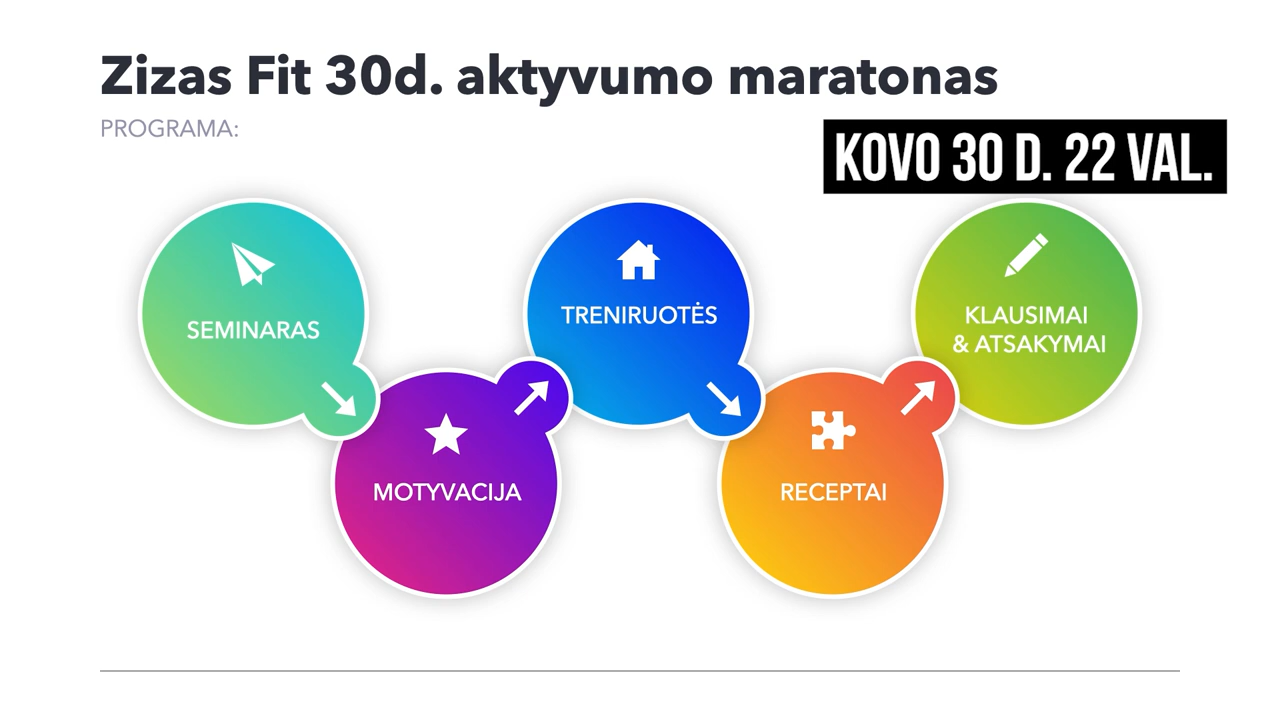 Zizas Fit 30d. aktyvumo maratonas
PROGRAMA:
KOVO 30 D. 22 VAL.
SEMINARAS
MOTYVACIJA
TRENIRUOTĖS
RECEPTAI
KLAUSIMAI
& ATSAKYMAI